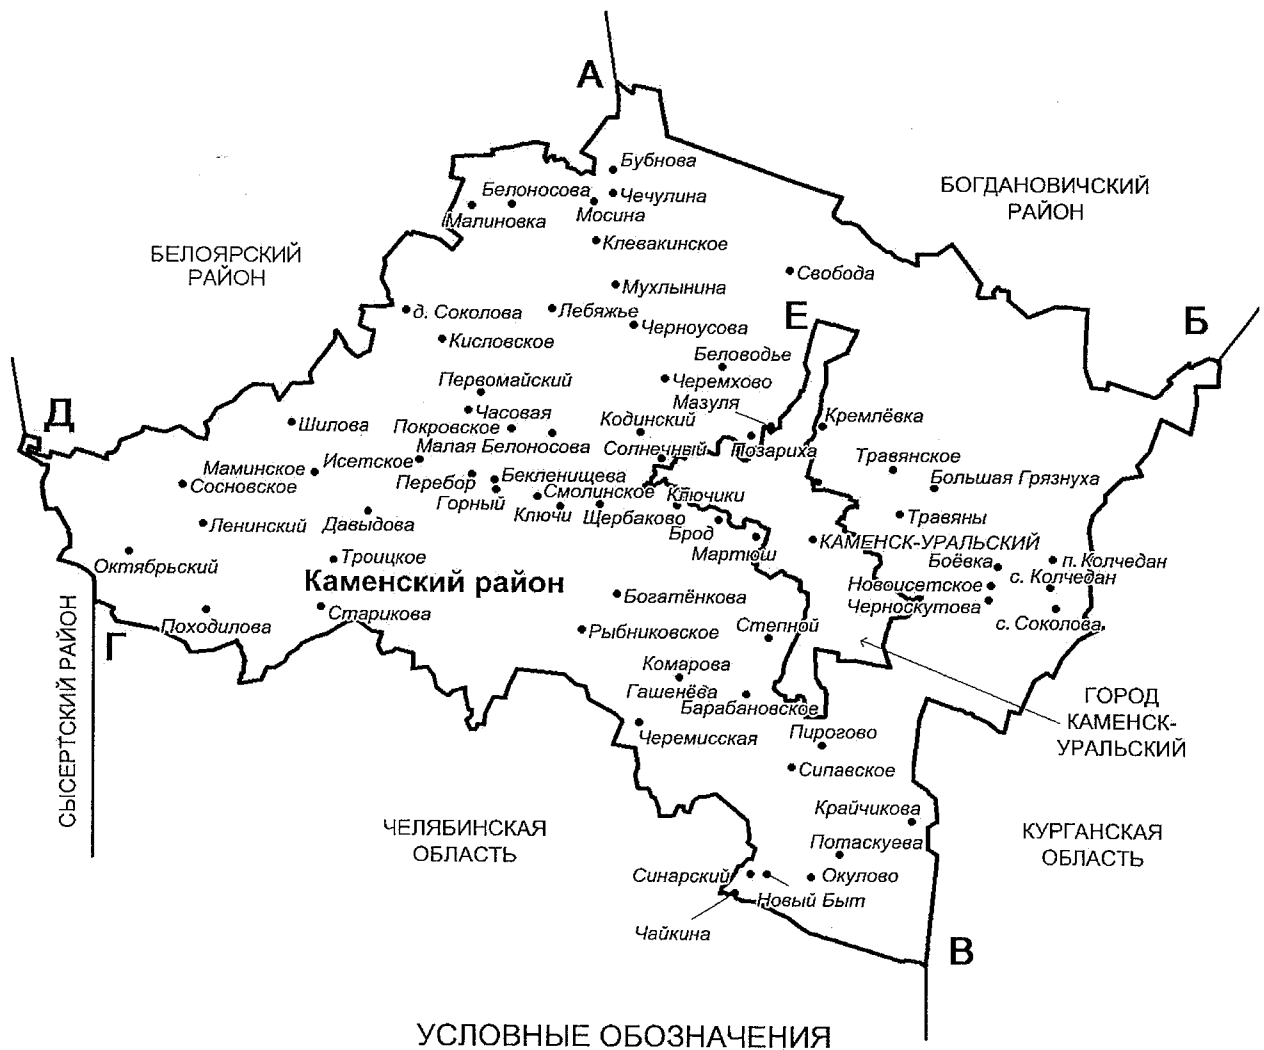 А
Бубнова
БОГДАНОВИЧСКИЙ
РАЙОН
Белоносова
Чечулина
Малиновка
Мосина
БЕЛОЯРСКИЙ
РАЙОН
Клевакинское
Свобода
Мухлынина
д. Соколова
Лебяжье
Черноусова
Е
Б
Кисловское
Беловодье
Первомайский
Черемхово
Мазуля
Д
Шилова
Часовая
Покровское
Кодинский
Кремлёвка
Малая Белоносова
Солнечный
Позариха
Травянское
Маминское
Исетское
Сосновское
Перебор
Бекленищева
Большая Грязнуха
Горный
Смолинское
Ключики
Ленинский
Давыдова
Ключи
Щербаково
Брод
Травяны
Мартюш
КАМЕНСК-УРАЛЬСКИЙ
Октябрьский
Троицкое
Боёвка
п. Колчедан
Каменский район
Новоисетское
с. Колчедан
Богатёнкова
Черноскутова
Походилова
Старикова
Рыбниковское
Степной
с. Соколова
Г
СЫСЕРТСКИЙ РАЙОН
Комарова
Гашенёва
Барабановское
ГОРОД
КАМЕНСК-
УРАЛЬСКИЙ
Черемисская
Пирогово
Сипавское
Крайчикова
ЧЕЛЯБИНСКАЯ
ОБЛАСТЬ
Потаскуева
КУРГАНСКАЯ
ОБЛАСТЬ
Синарский
Окулово
Новый Быт
Чайкина
В
УСЛОВНЫЕ ОБОЗНАЧЕНИЯ